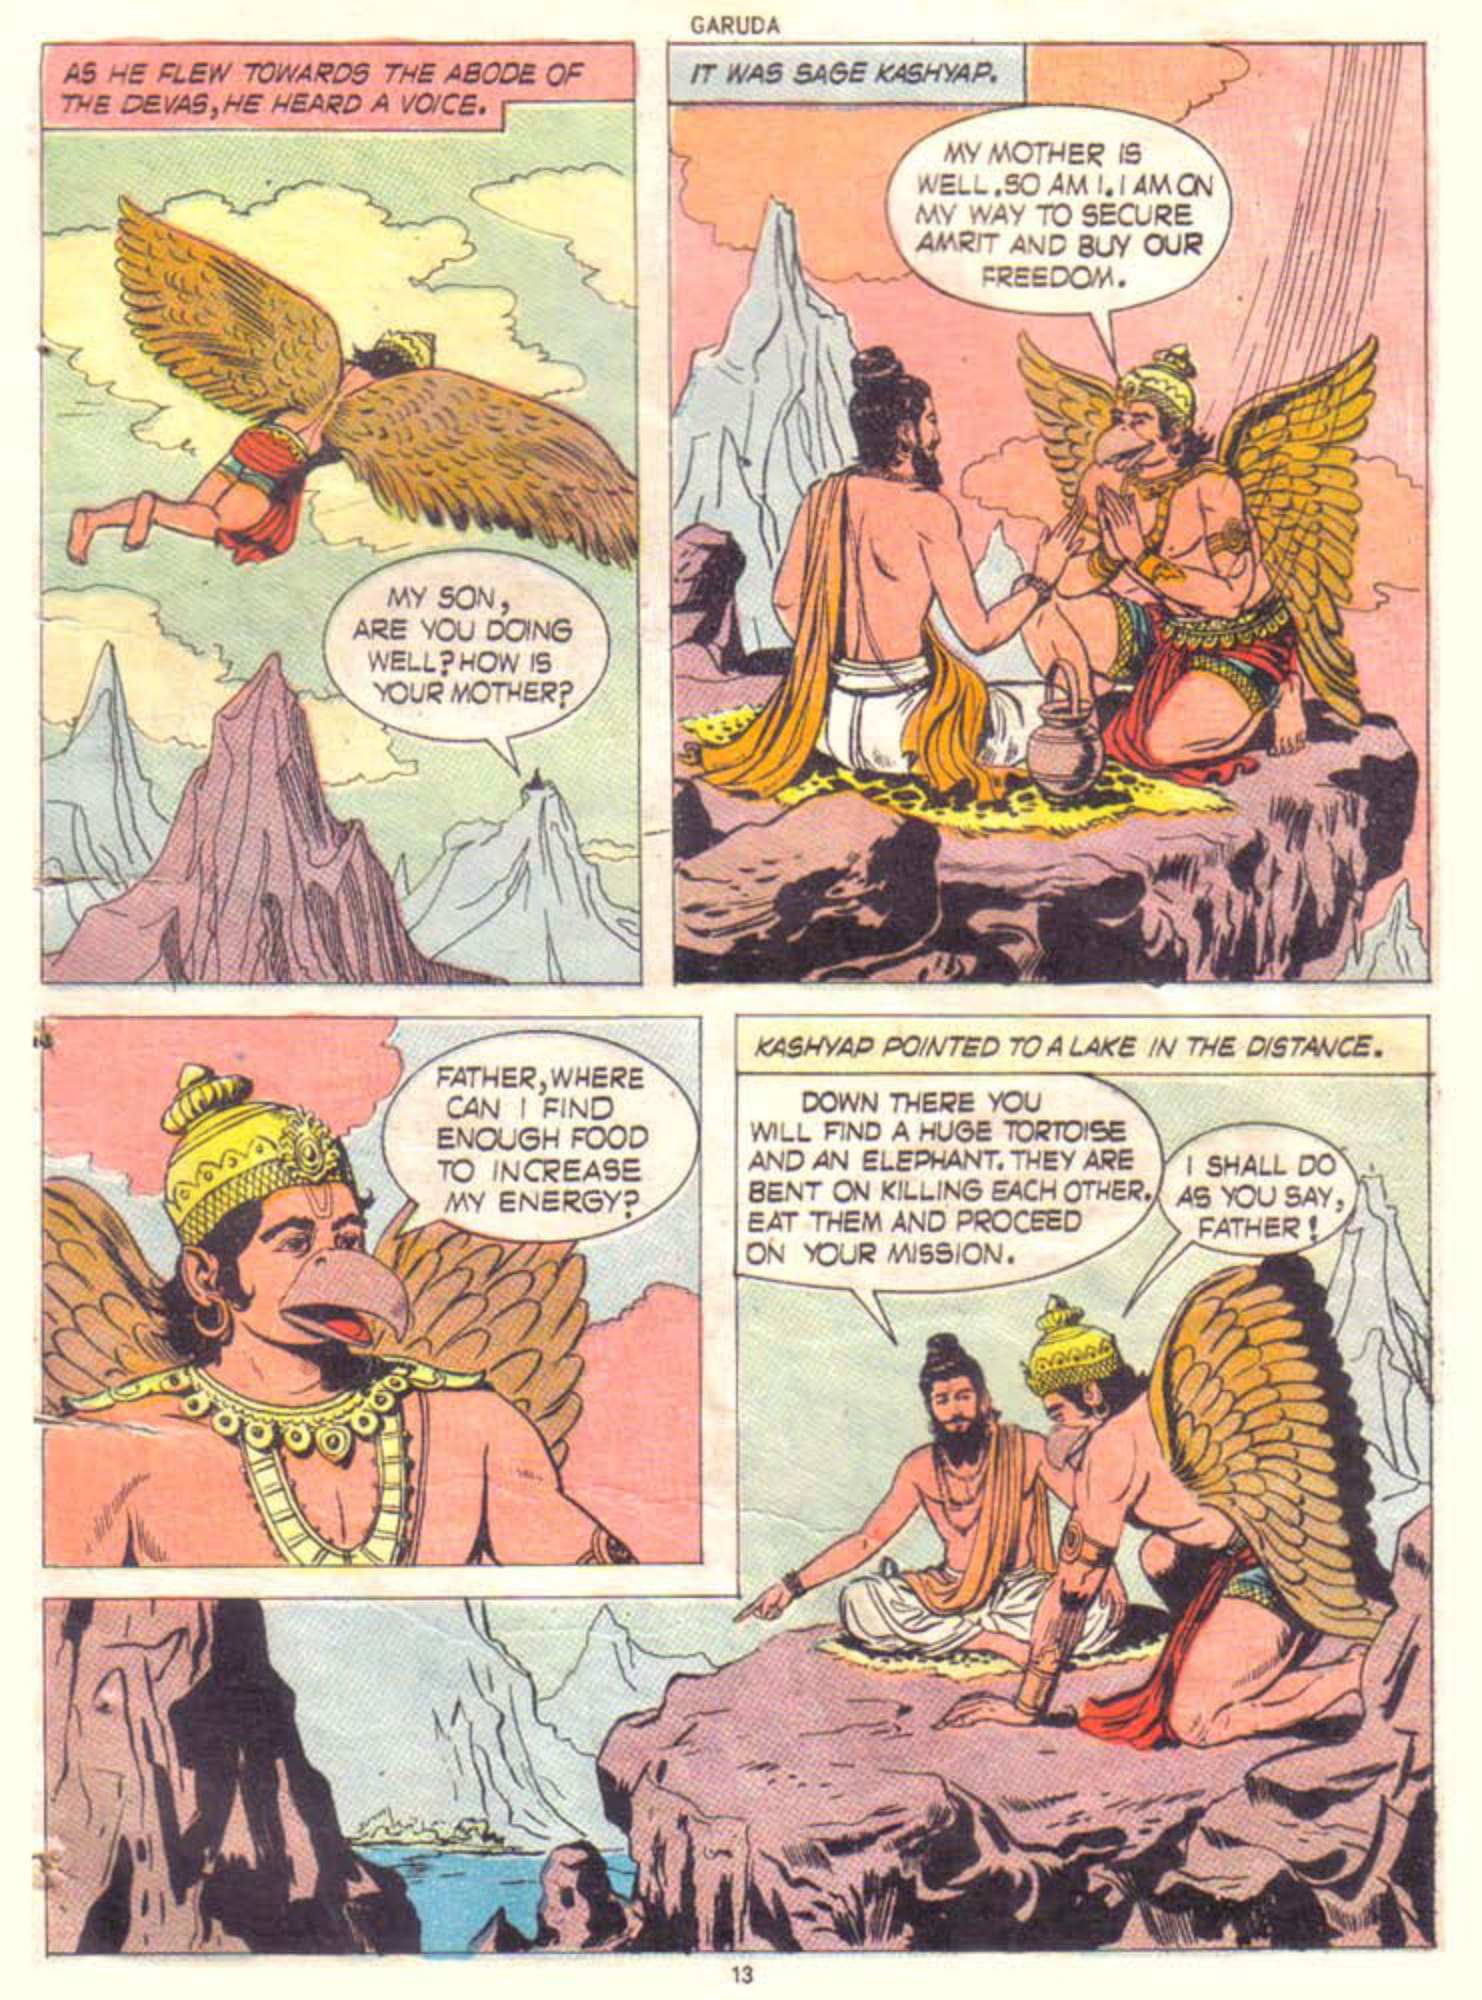 GARUDA
AS HE FLEW TOWARDS THE ABODE OF
THE DEVAS, HE HEARD A VOICE.
MY SON,
ARE YOU DOING
WELL? HOW IS
YOUR MOTHER?
IT WAS SAGE KASHYAP.
MY MOTHER IS
WELL. SO AM I. I AM ON
MY WAY TO SECURE
AMRIT AND BUY OUR
FREEDOM.
FATHER, WHERE
CAN I FIND
ENOUGH FOOD
TO INCREASE
MY ENERGY?
KASHYAP POINTED TO A LAKE IN THE DISTANCE.
DOWN THERE YOU
WILL FIND A HUGE TORTOISE
AND AN ELEPHANT. THEY ARE
BENT ON KILLING EACH OTHER.
EAT THEM AND PROCEED
ON YOUR MISSION.
I SHALL DO
AS YOU SAY,
FATHER!
13